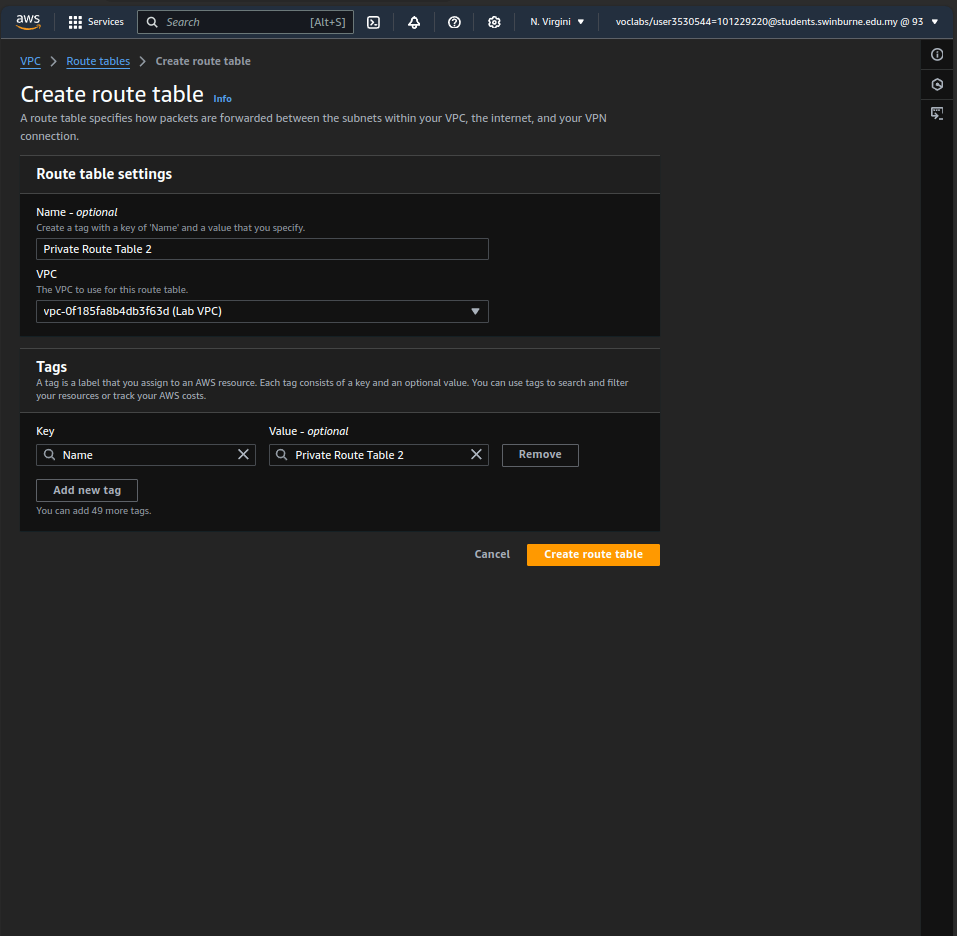 aws
Services
Search [Alt+S]
N. Virgini
voclabs/user3530544=101229220@students.swinburne.edu.my @ 93
VPC > Route tables > Create route table
Create route table Info
A route table specifies how packets are forwarded between the subnets within your VPC, the internet, and your VPN
connection.
Route table settings
Name - optional
Create a tag with a key of 'Name' and a value that you specify.
Private Route Table 2
VPC
The VPC to use for this route table.
vpc-0f185fa8b4db3f63d (Lab VPC)
Tags
A tag is a label that you assign to an AWS resource. Each tag consists of a key and an optional value. You can use tags to search and filter
your resources or track your AWS costs.
Key Value - optional
Name Private Route Table 2 Remove
Add new tag
You can add 49 more tags.
Cancel Create route table